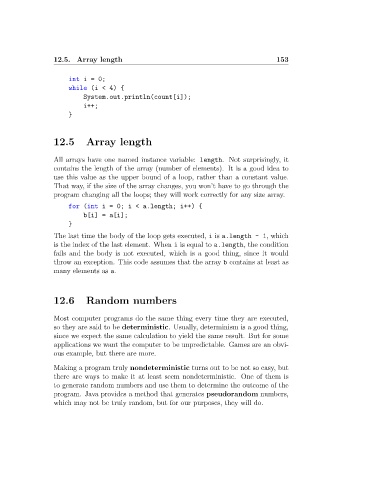 12.5. Array length 153
int i = 0;
while (i < 4) {
System.out.println(count[i]);
i++;
}
12.5 Array length
All arrays have one named instance variable: length. Not surprisingly, it
contains the length of the array (number of elements). It is a good idea to
use this value as the upper bound of a loop, rather than a constant value.
That way, if the size of the array changes, you won't have to go through the
program changing all the loops; they will work correctly for any size array.
for (int i = 0; i < a.length; i++) {
b[i] = a[i];
}
The last time the body of the loop gets executed, i is a.length - 1, which
is the index of the last element. When i is equal to a.length, the condition
fails and the body is not executed, which is a good thing, since it would
throw an exception. This code assumes that the array b contains at least as
many elements as a.
12.6 Random numbers
Most computer programs do the same thing every time they are executed,
so they are said to be deterministic. Usually, determinism is a good thing,
since we expect the same calculation to yield the same result. But for some
applications we want the computer to be unpredictable. Games are an obvi-
ous example, but there are more.
Making a program truly nondeterministic turns out to be not so easy, but
there are ways to make it at least seem nondeterministic. One of them is
to generate random numbers and use them to determine the outcome of the
program. Java provides a method that generates pseudorandom numbers,
which may not be truly random, but for our purposes, they will do.